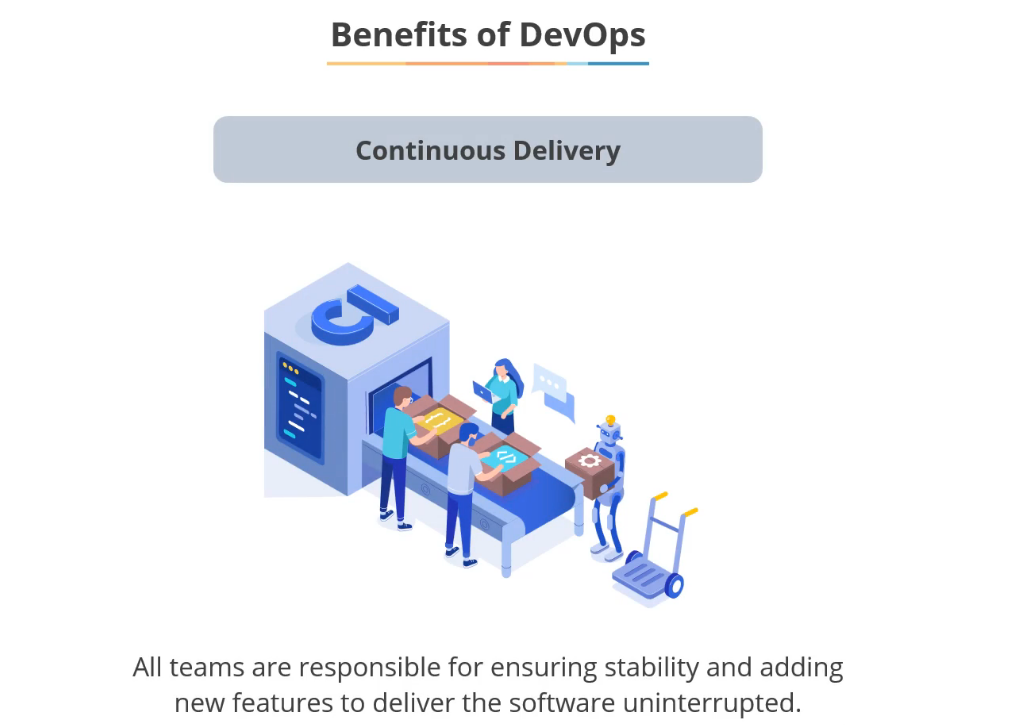 Benefits of DevOps
Continuous Delivery
CI
</>
All teams are responsible for ensuring stability and adding
new features to deliver the software uninterrupted.